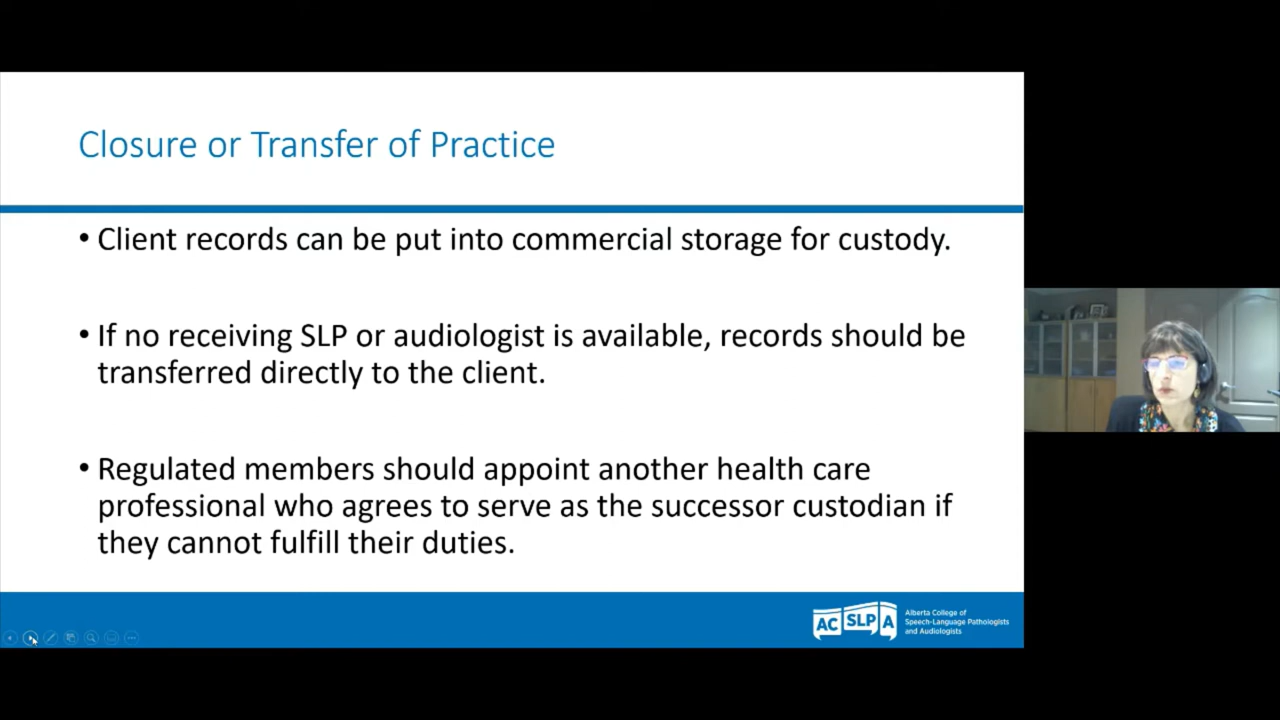 Closure or Transfer of Practice
• Client records can be put into commercial storage for custody.
• If no receiving SLP or audiologist is available, records should be
transferred directly to the client.
• Regulated members should appoint another health care
professional who agrees to serve as the successor custodian if
they cannot fulfill their duties.
AC SLP A
Alberta College of
Speech-Language Pathologists
and Audiologists